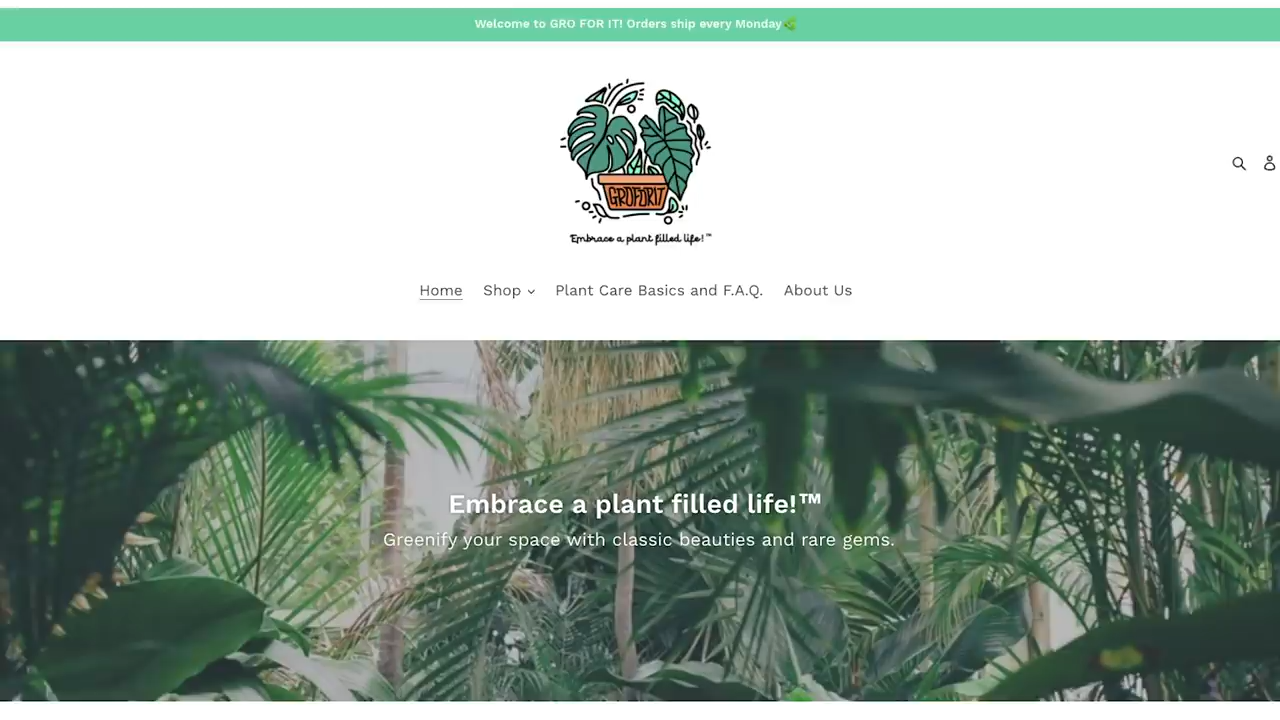 Welcome to GRO FOR IT! Orders ship every Monday🌿
GROFORIT
Embrace a plant filled life!™
Home Shop Plant Care Basics and F.A.Q. About Us
Embrace a plant filled life!™
Greenify your space with classic beauties and rare gems.